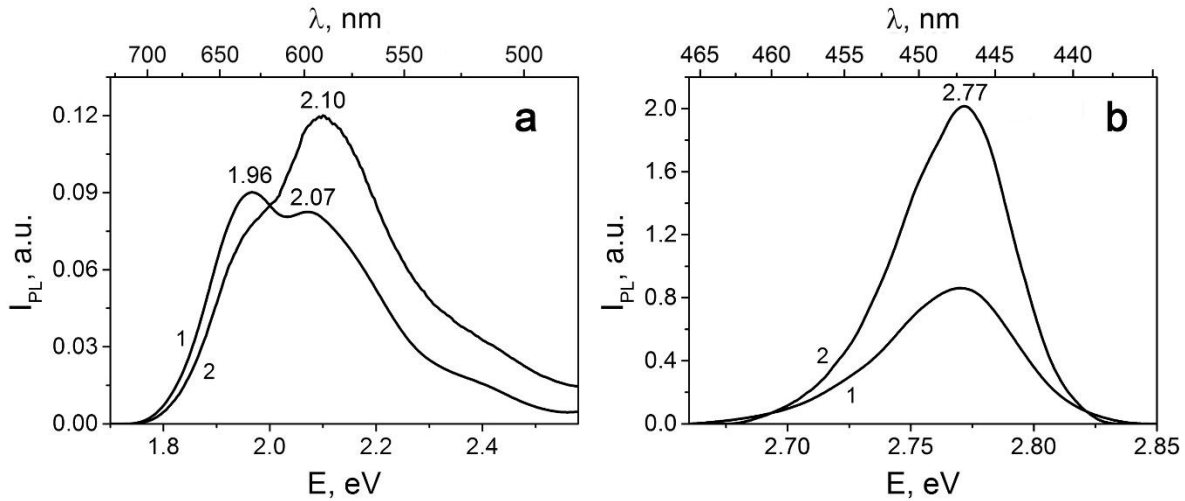 λ, nm
700 650 600 550 500
a
2.10
1.96
2.07
1
2
0.12
0.09
0.06
0.03
0.00
I_PL, a.u.
1.8 2.0 2.2 2.4
E, eV
λ, nm
465 460 455 450 445 440
b
2.77
2
1
2.0
1.6
1.2
0.8
0.4
0.0
I_PL, a.u.
2.70 2.75 2.80 2.85
E, eV